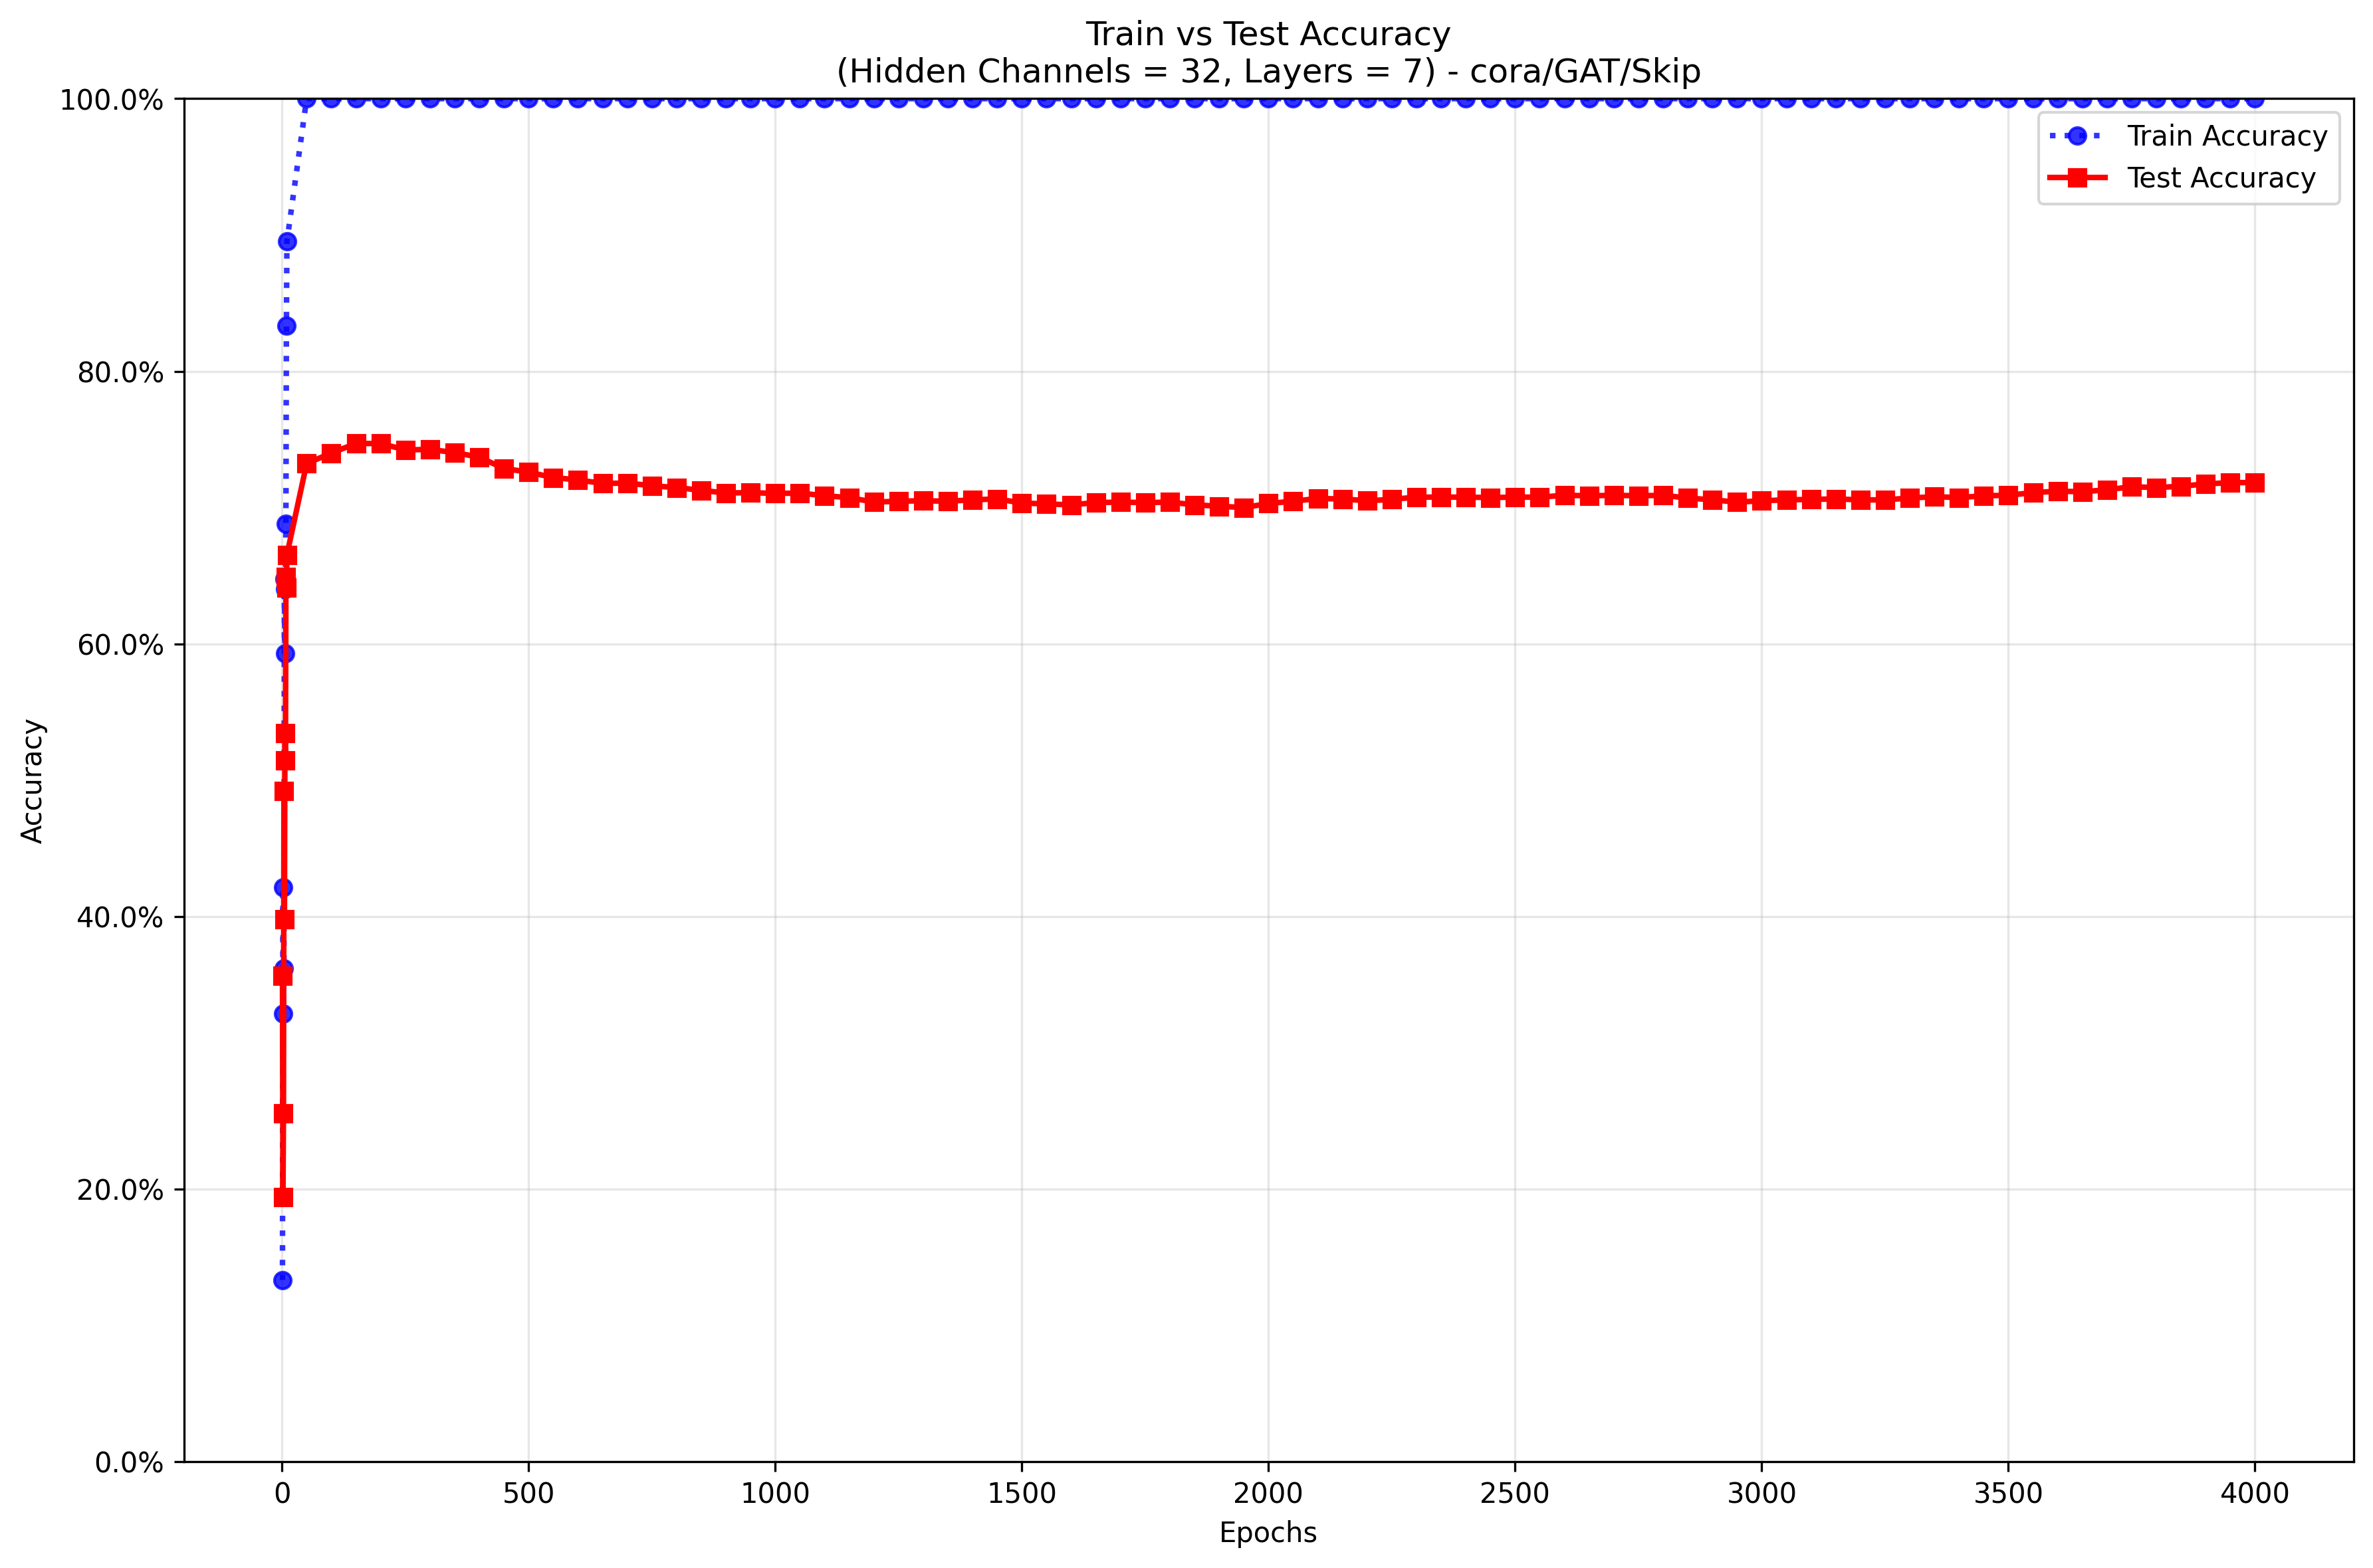 Train vs Test Accuracy
(Hidden Channels = 32, Layers = 7) - cora/GAT/Skip
100.0%
80.0%
60.0%
40.0%
20.0%
0.0%
Accuracy
Train Accuracy
Test Accuracy
0 500 1000 1500 2000 2500 3000 3500 4000
Epochs